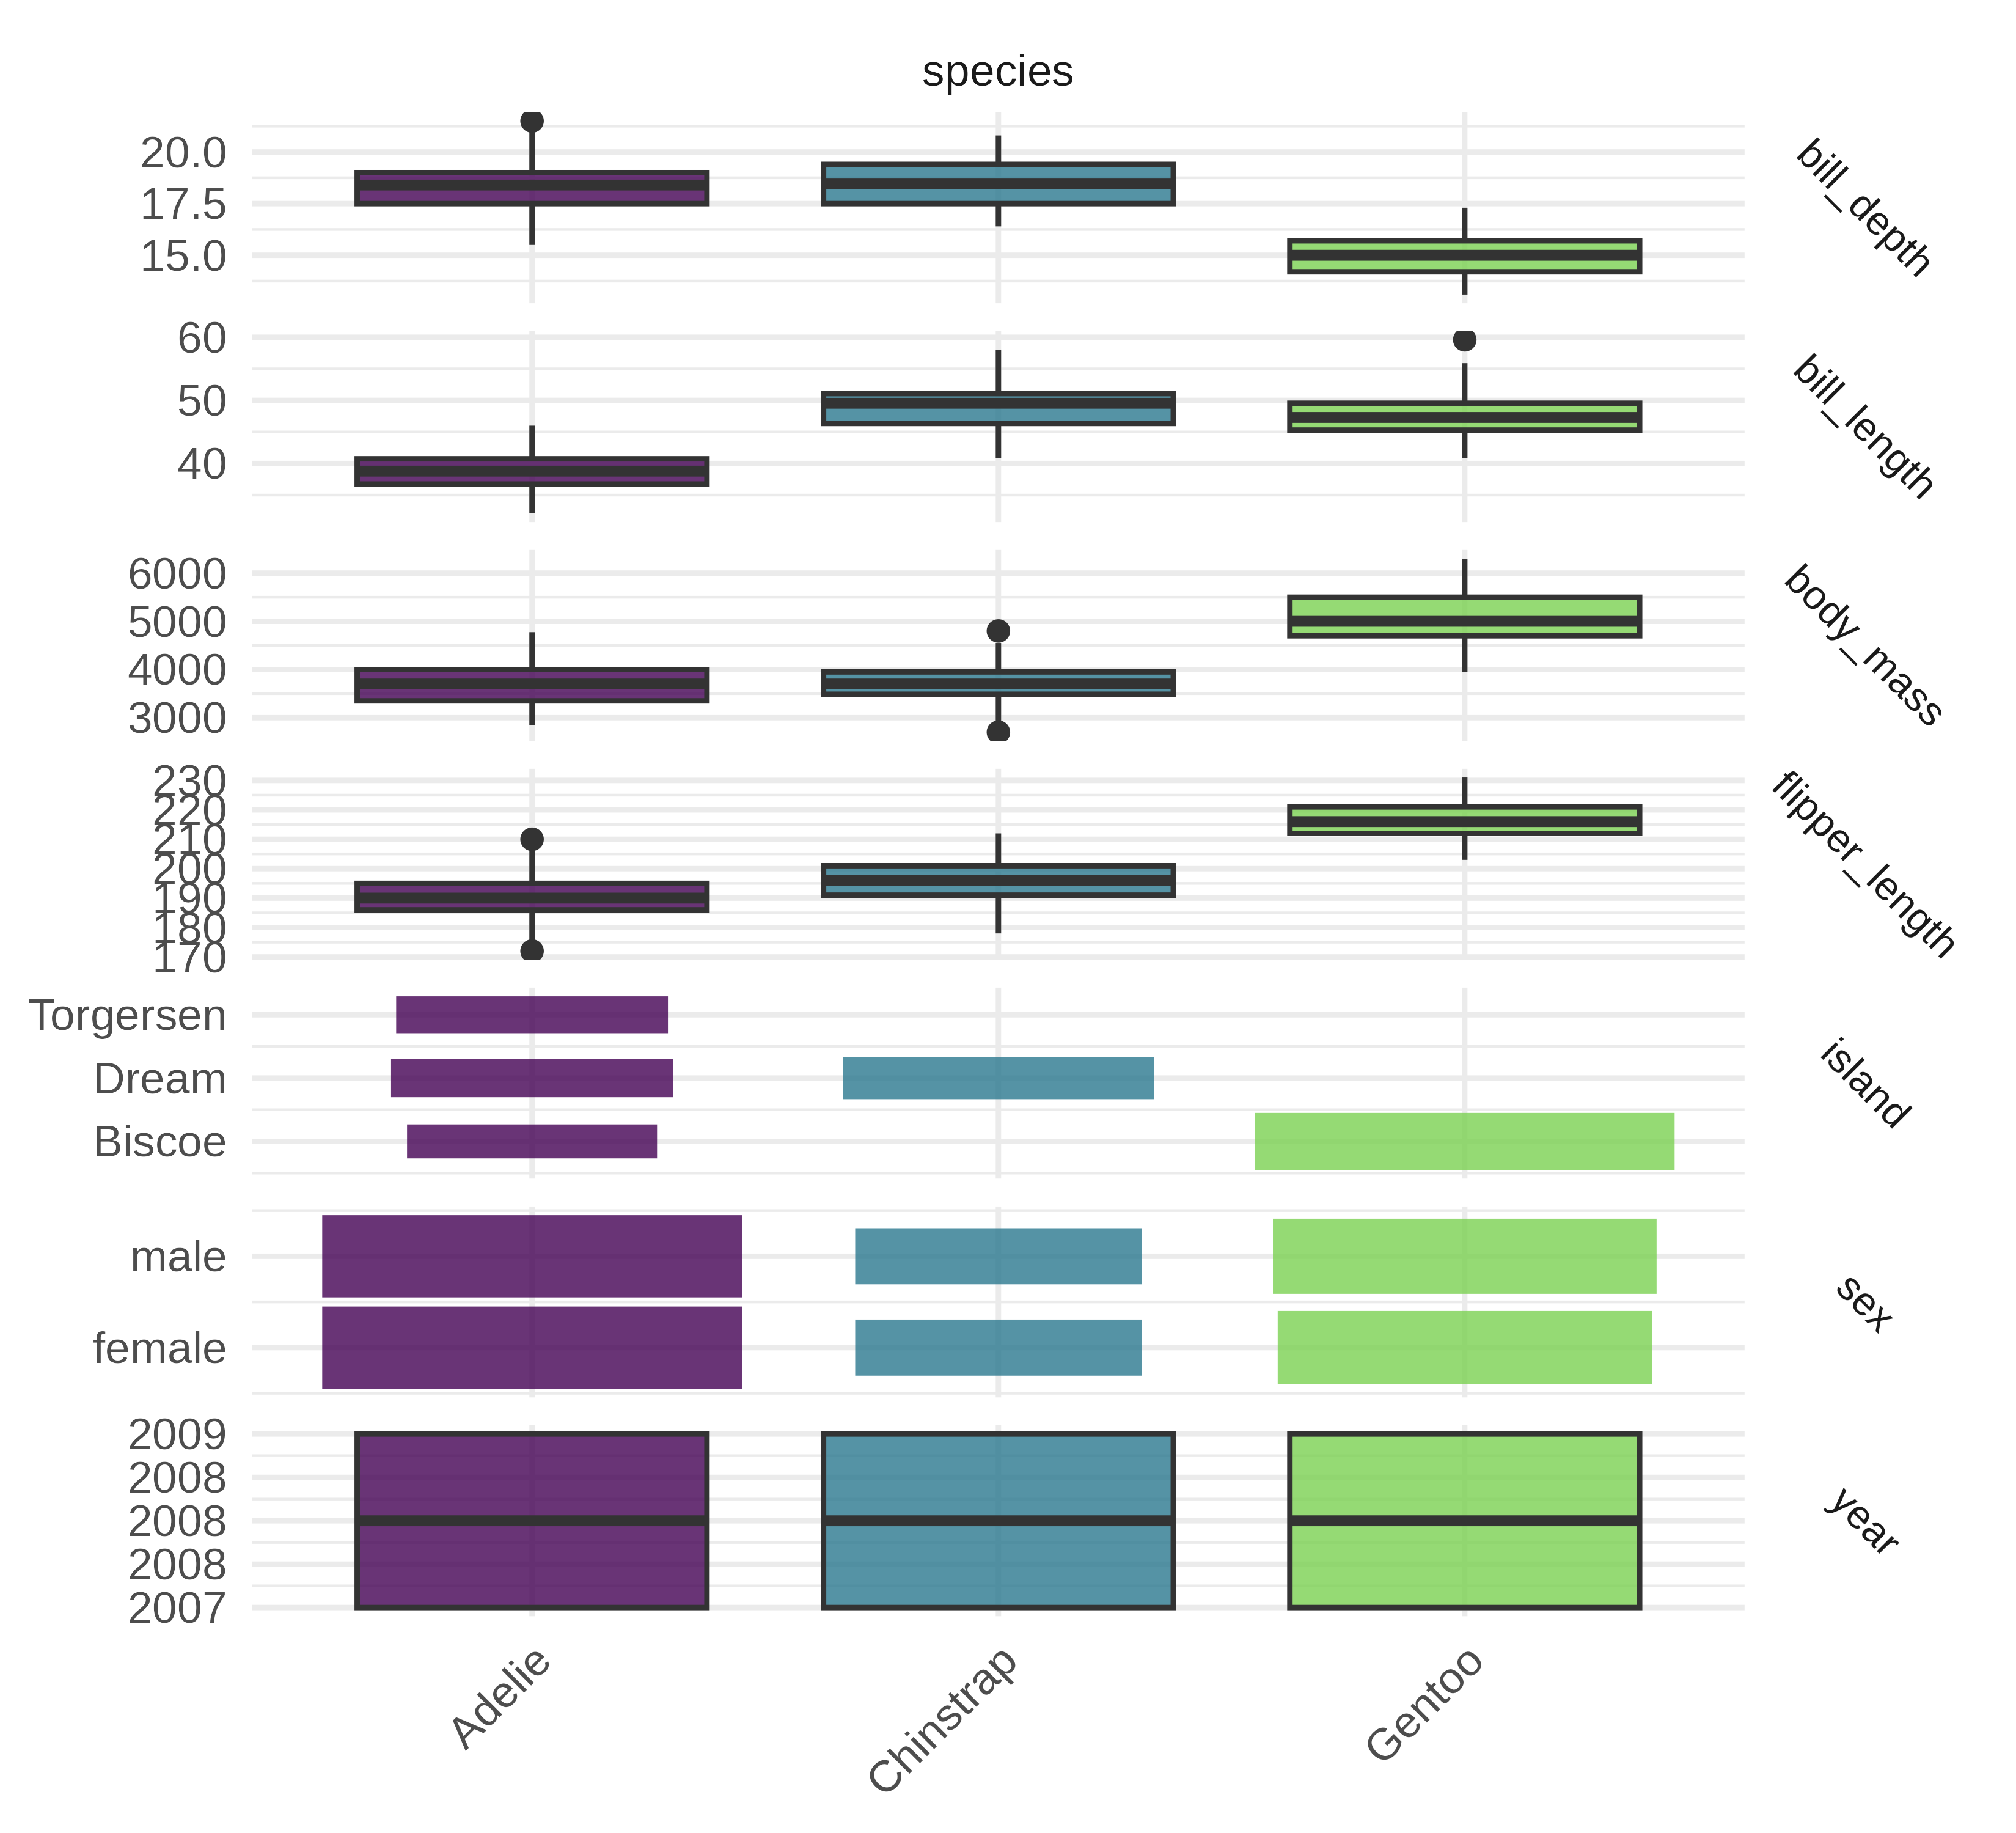 species
20.0
17.5
15.0
bill_depth
60
50
40
bill_length
6000
5000
4000
3000
body_mass
230
220
210
200
190
180
170
flipper_length
Torgersen
Dream
Biscoe
island
male
female
sex
2009
2008
2008
2008
2007
year
Adelie
Chinstrap
Gentoo